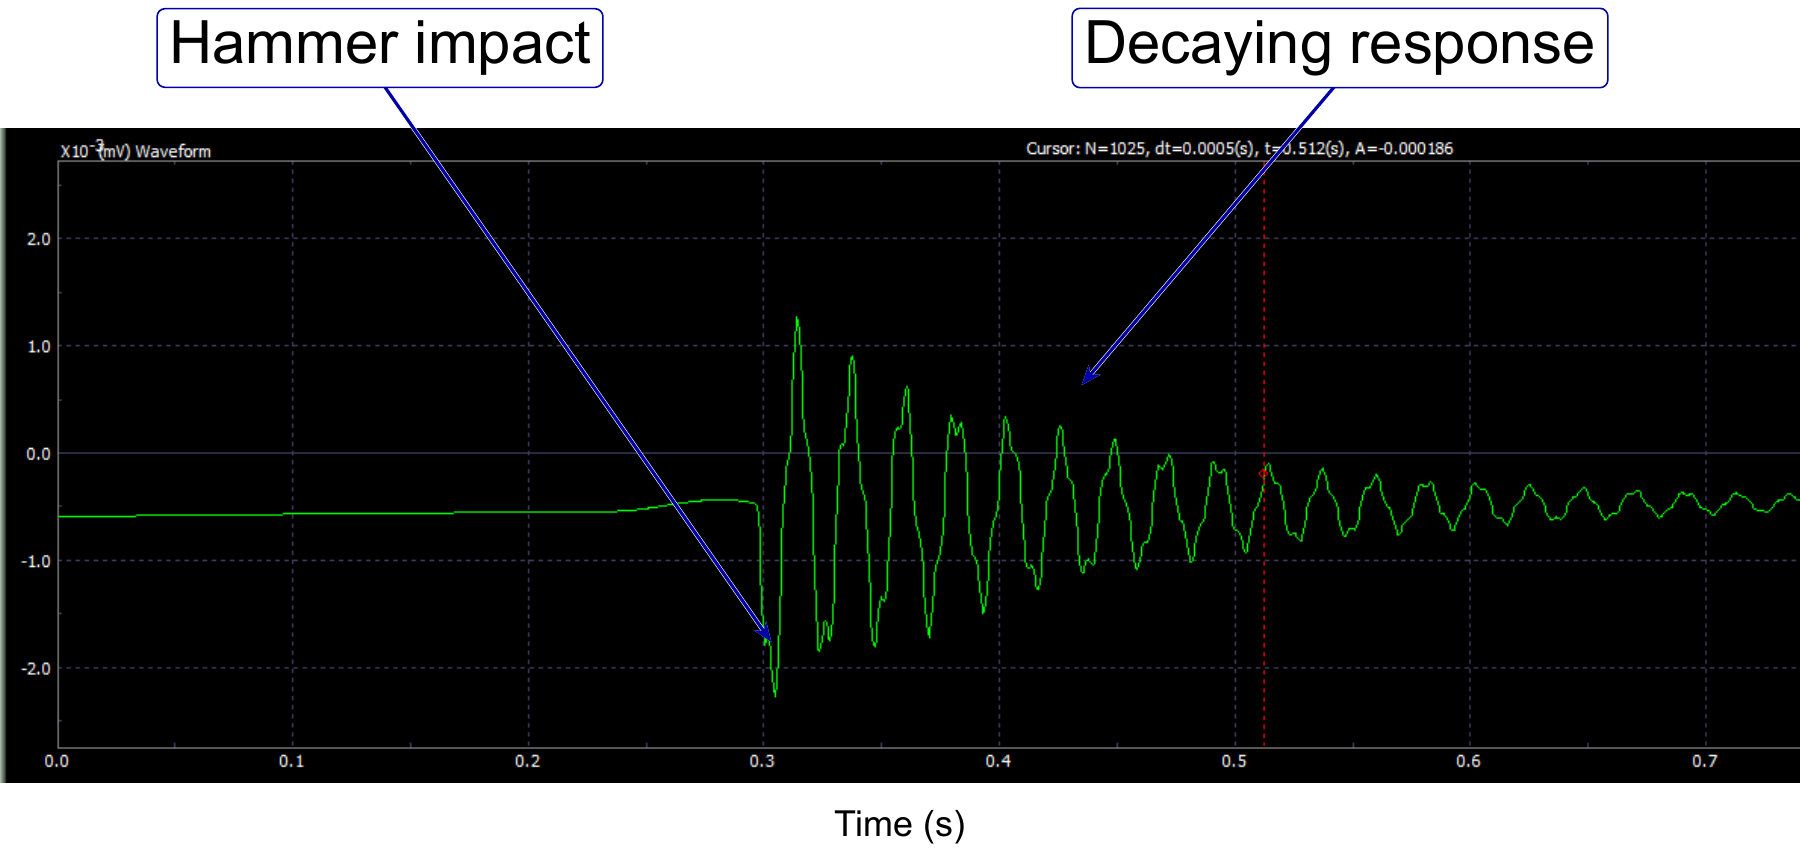 Hammer impact
Decaying response
X10⁻³(mV) Waveform
Cursor: N=1025, dt=0.0005(s), t=0.512(s), A=-0.000186
2.0
1.0
0.0
-1.0
-2.0
0.0 0.1 0.2 0.3 0.4 0.5 0.6 0.7
Time (s)